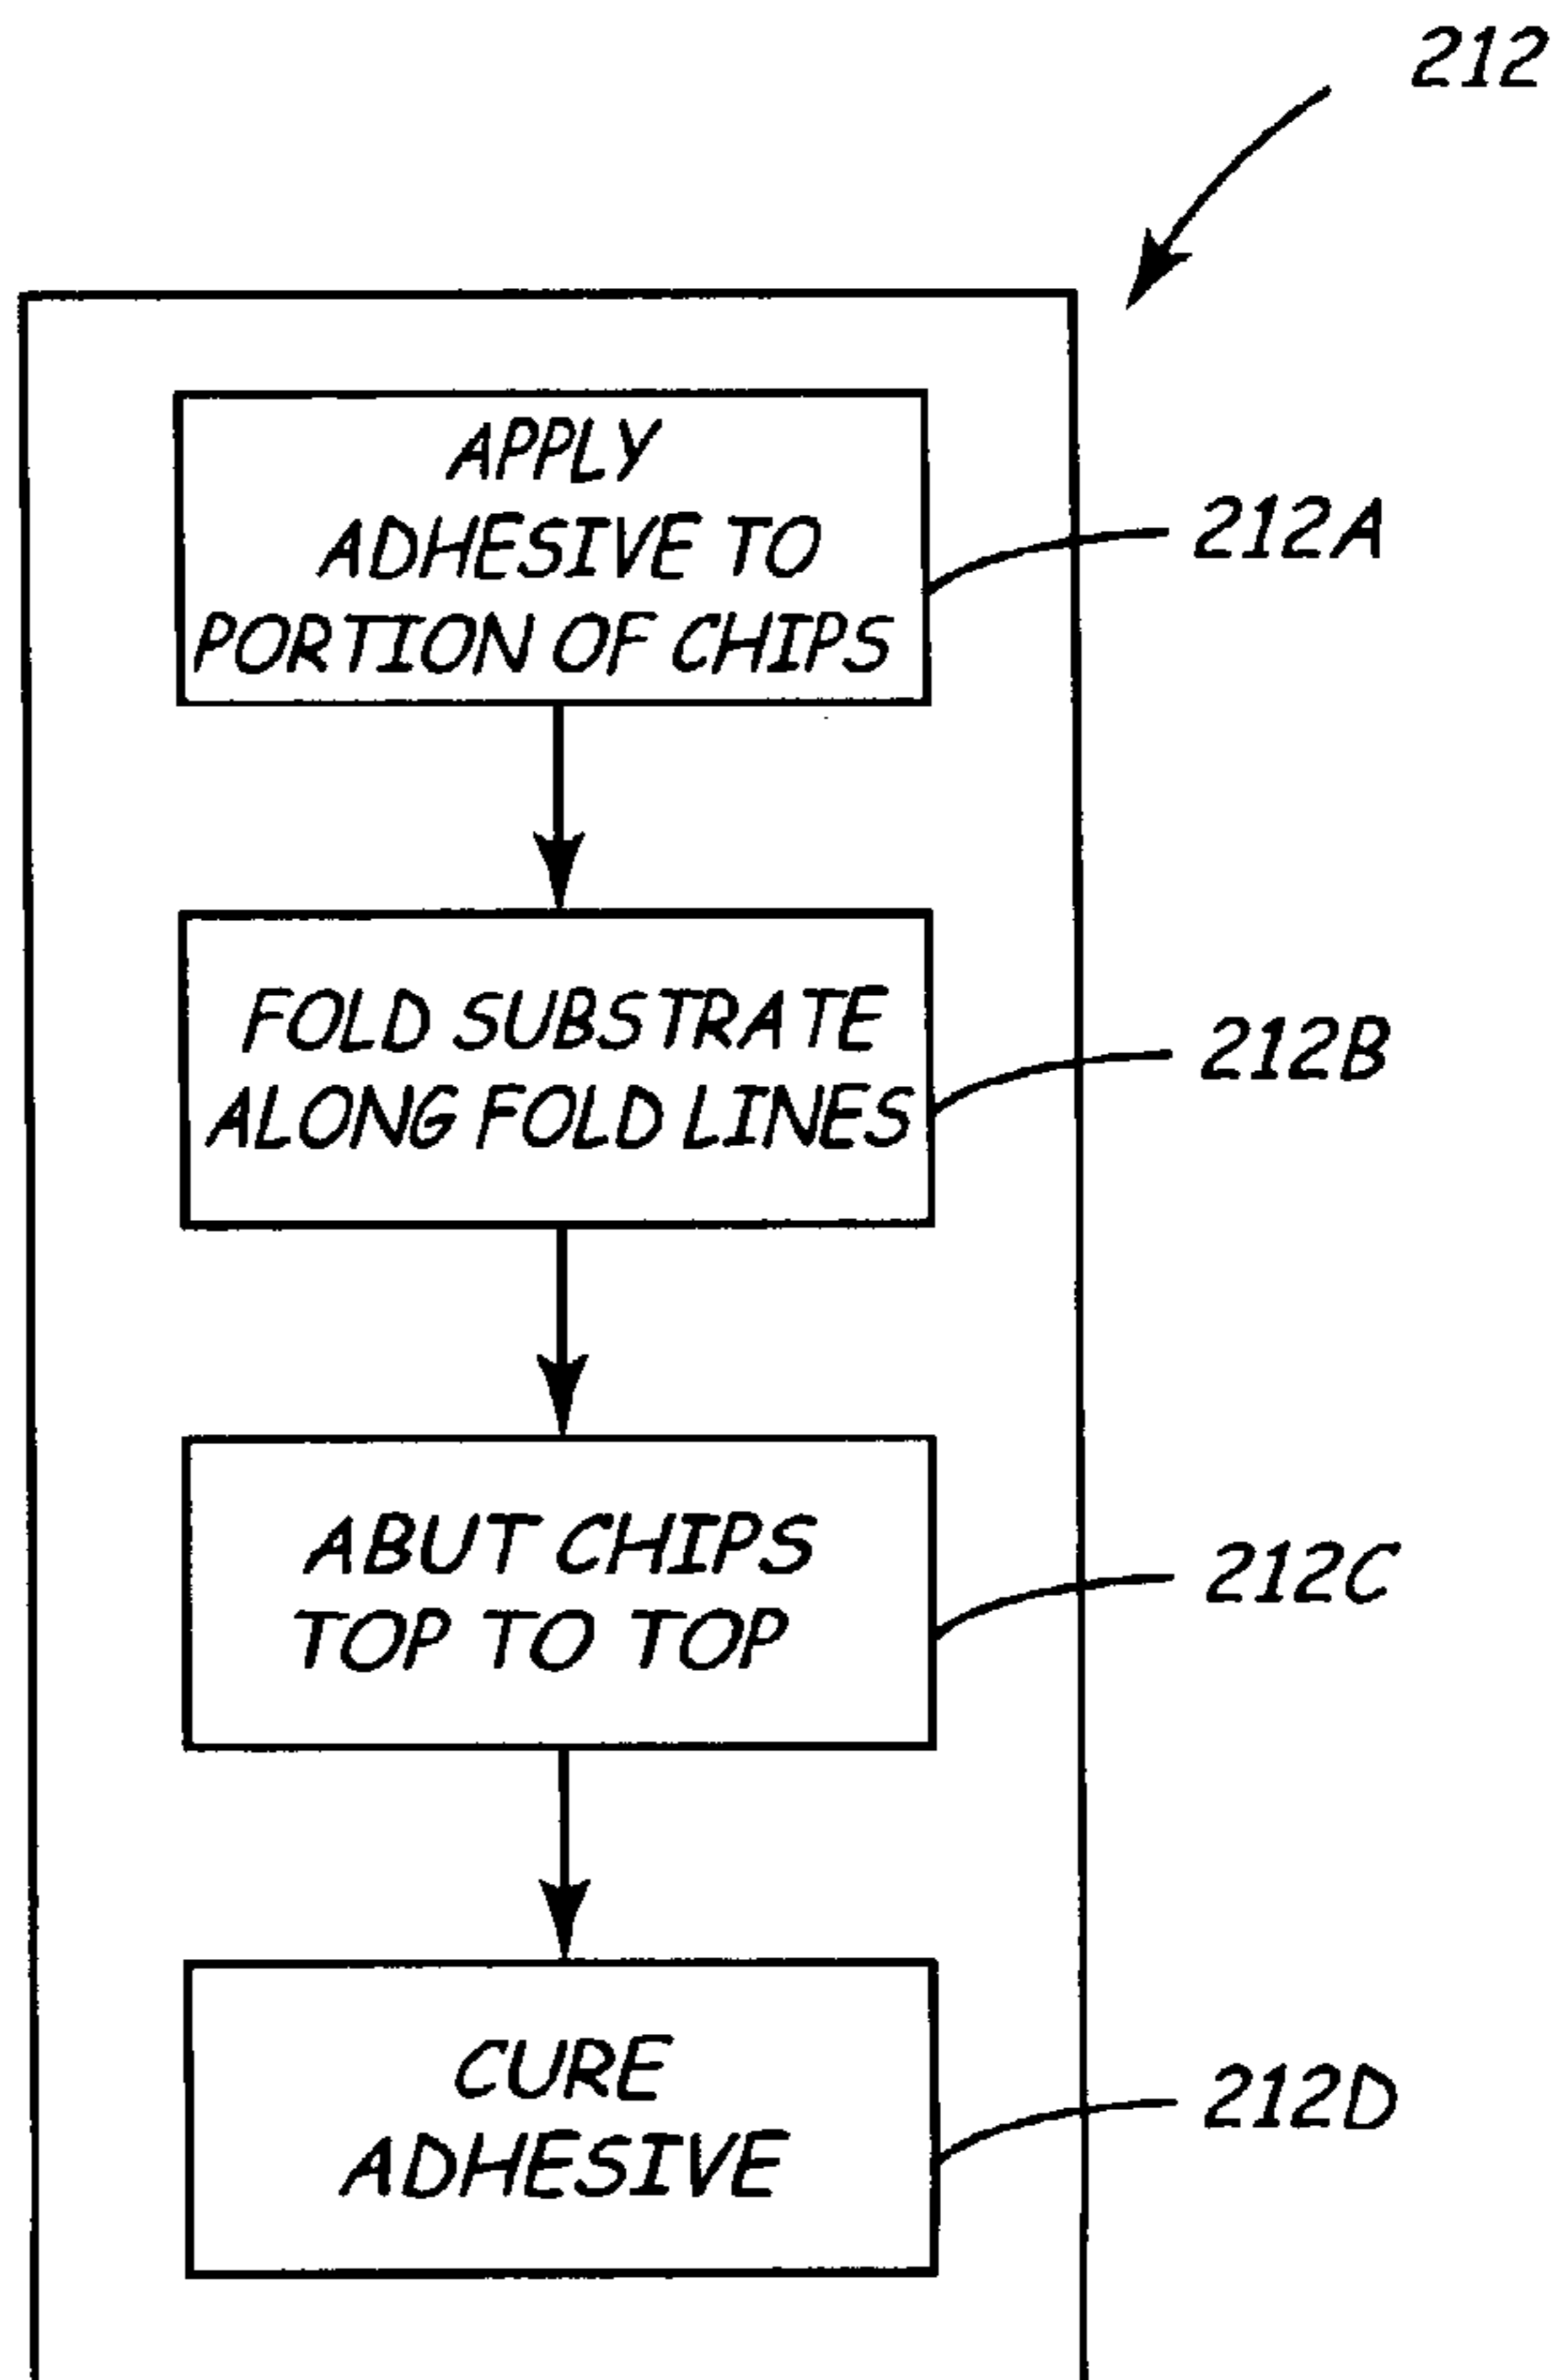 212
APPLY
ADHESIVE TO
PORTION OF CHIPS
212A
FOLD SUBSTRATE
ALONG FOLD LINES
212B
ABUT CHIPS
TOP TO TOP
212C
CURE
ADHESIVE
212D